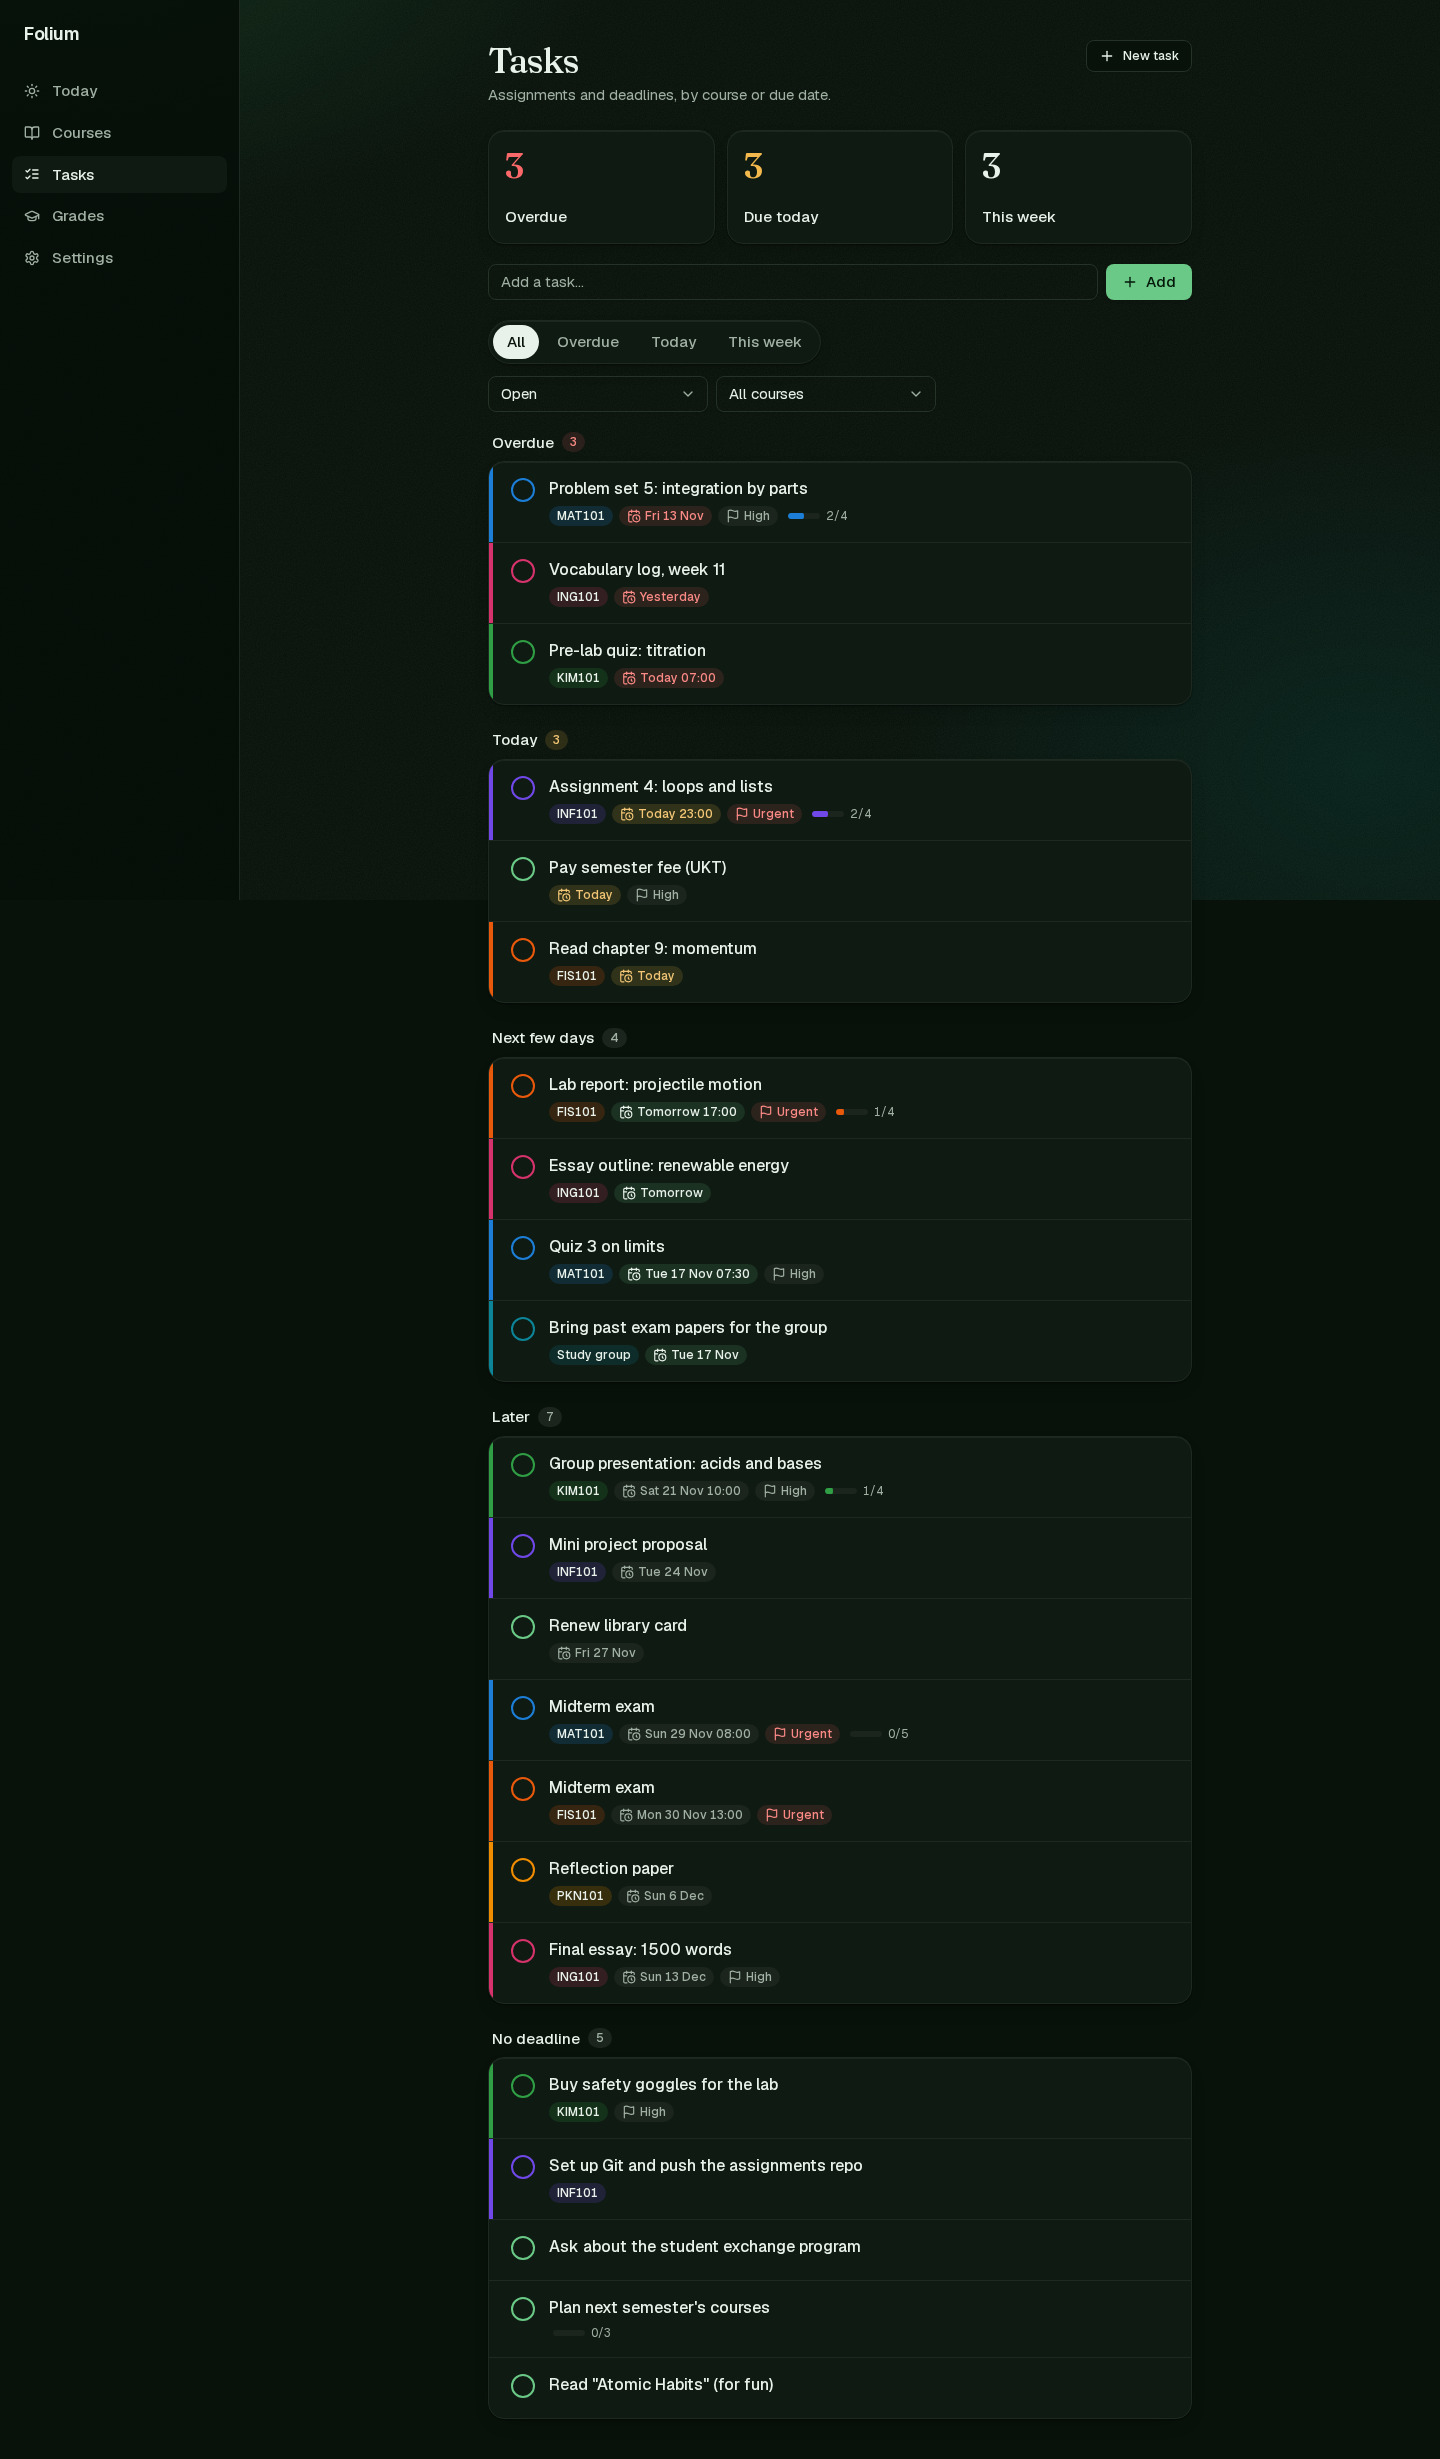 Folium
Today
Courses
Tasks
Grades
Settings
Tasks
New task
Assignments and deadlines, by course or due date.
3
Overdue
3
Due today
3
This week
Add a task...
Add
All
Overdue
Today
This week
Open
All courses
Overdue 3
Problem set 5: integration by parts
MAT101 Fri 13 Nov High 2/4
Vocabulary log, week 11
ING101 Yesterday
Pre-lab quiz: titration
KIM101 Today 07:00
Today 3
Assignment 4: loops and lists
INF101 Today 23:00 Urgent 2/4
Pay semester fee (UKT)
Today High
Read chapter 9: momentum
FIS101 Today
Next few days 4
Lab report: projectile motion
FIS101 Tomorrow 17:00 Urgent 1/4
Essay outline: renewable energy
ING101 Tomorrow
Quiz 3 on limits
MAT101 Tue 17 Nov 07:30 High
Bring past exam papers for the group
Study group Tue 17 Nov
Later 7
Group presentation: acids and bases
KIM101 Sat 21 Nov 10:00 High 1/4
Mini project proposal
INF101 Tue 24 Nov
Renew library card
Fri 27 Nov
Midterm exam
MAT101 Sun 29 Nov 08:00 Urgent 0/5
Midterm exam
FIS101 Mon 30 Nov 13:00 Urgent
Reflection paper
PKN101 Sun 6 Dec
Final essay: 1500 words
ING101 Sun 13 Dec High
No deadline 5
Buy safety goggles for the lab
KIM101 High
Set up Git and push the assignments repo
INF101
Ask about the student exchange program
Plan next semester's courses
0/3
Read "Atomic Habits" (for fun)